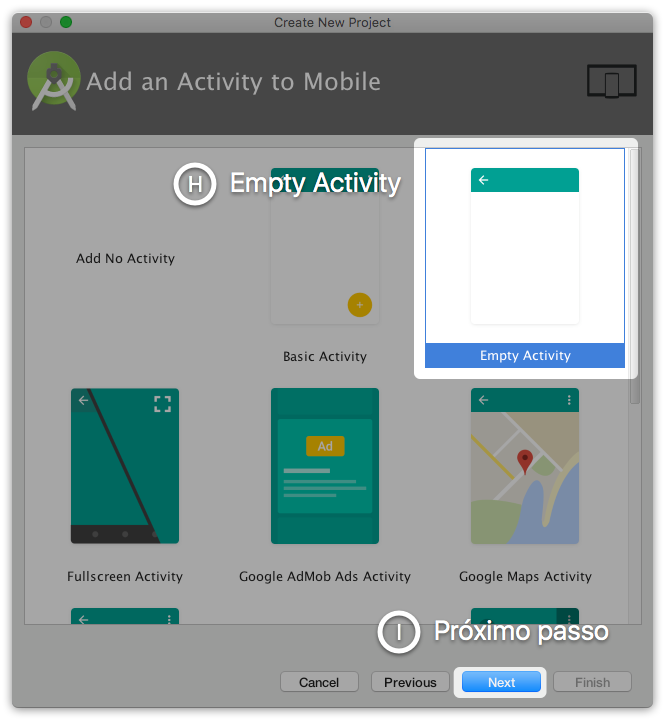 Create New Project
Add an Activity to Mobile
H Empty Activity
Add No Activity
Basic Activity
Empty Activity
Ad
Fullscreen Activity
Google AdMob Ads Activity
Google Maps Activity
I Próximo passo
Cancel
Previous
Next
Finish